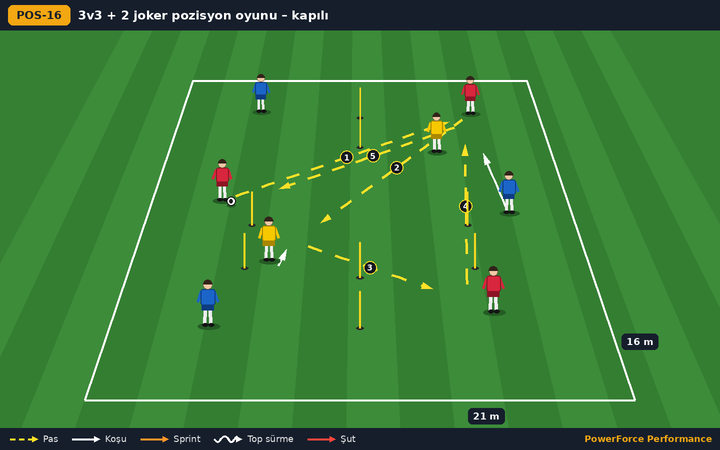 POS-16 3v3 + 2 joker pozisyon oyunu – kapılı
1 5
2
4
3
16 m
21 m
Pas Koşu Sprint Top sürme Şut PowerForce Performance